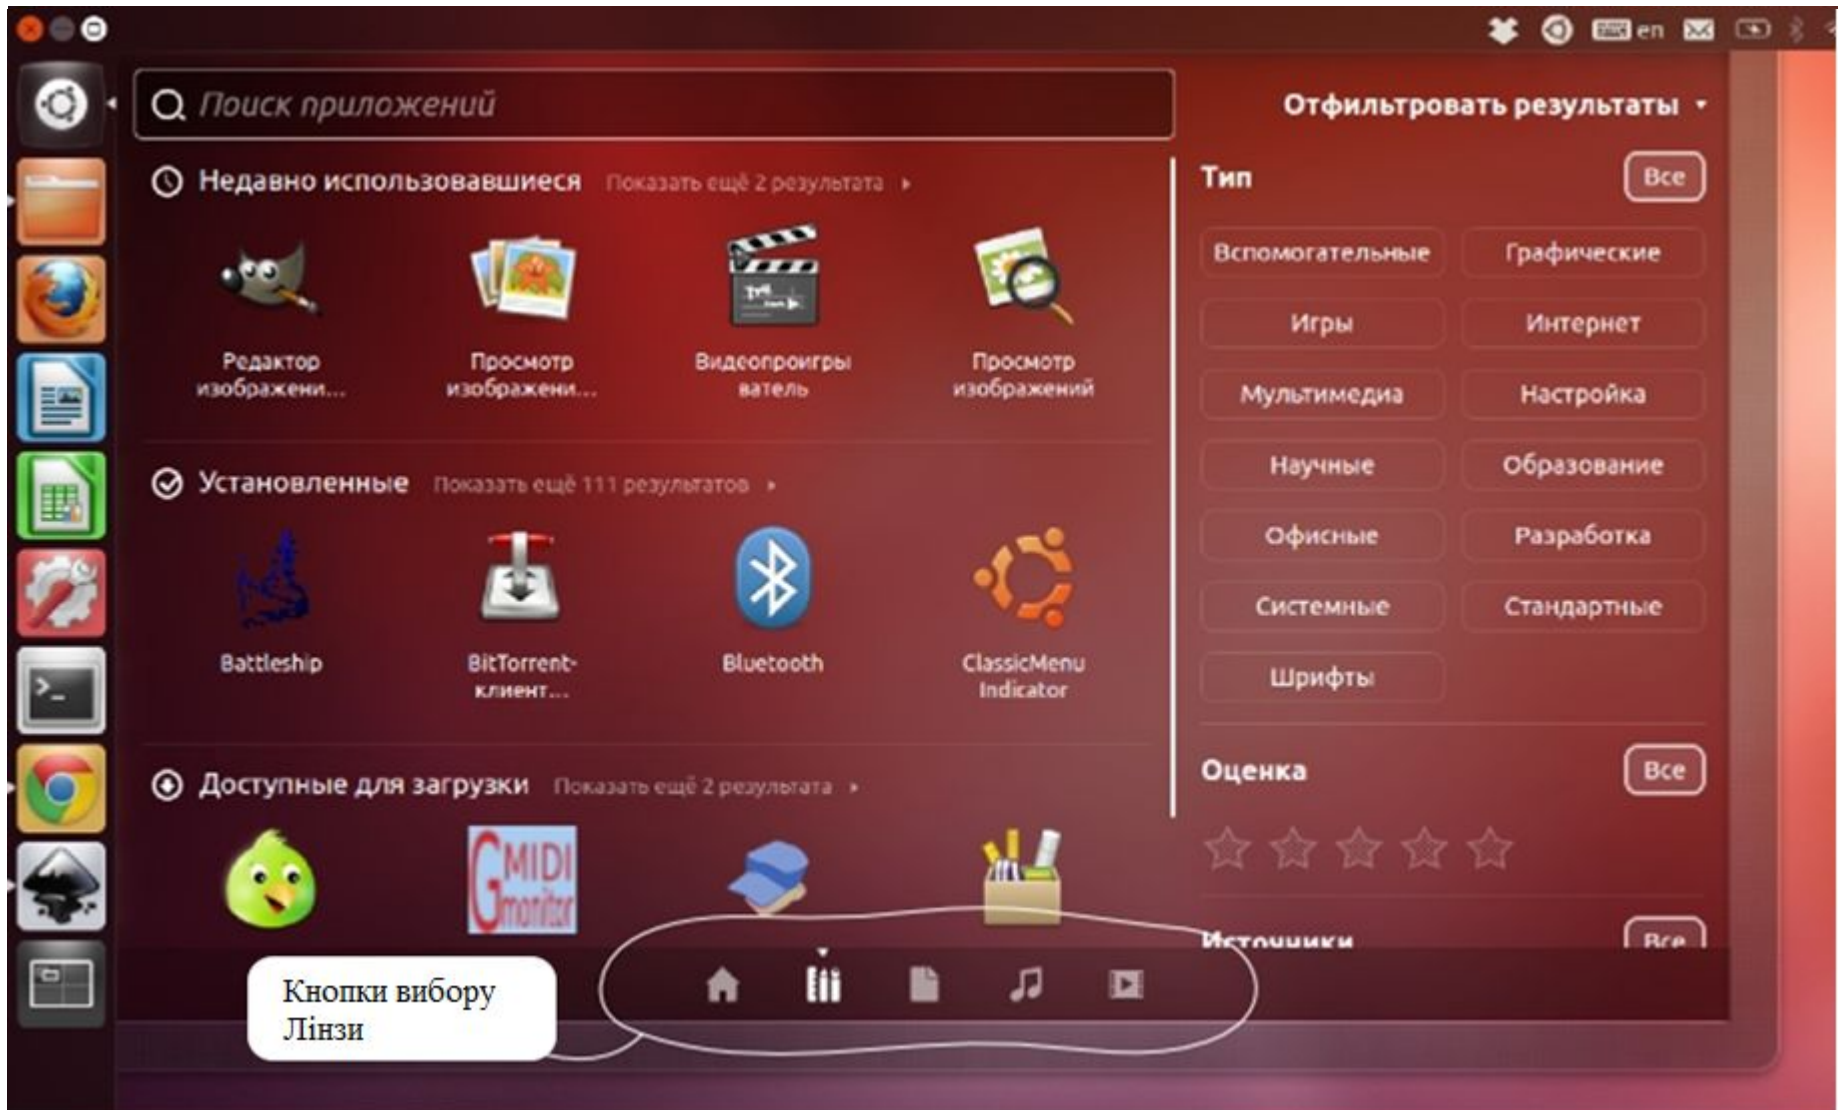 en
Поиск приложений
Отфильтровать результаты
Недавно использовавшиеся Показать ещё 2 результата
Редактор
изображени...
Просмотр
изображени...
Видеопроигры
ватель
Просмотр
изображений
Установленные Показать ещё 111 результатов
Battleship
BitTorrent-
клиент...
Bluetooth
ClassicMenu
Indicator
Доступные для загрузки Показать ещё 2 результата
GMIDI
monitor
Тип Все
Вспомогательные Графические
Игры Интернет
Мультимедиа Настройка
Научные Образование
Офисные Разработка
Системные Стандартные
Шрифты
Оценка Все
Источники Все
Кнопки вибору
Лінзи